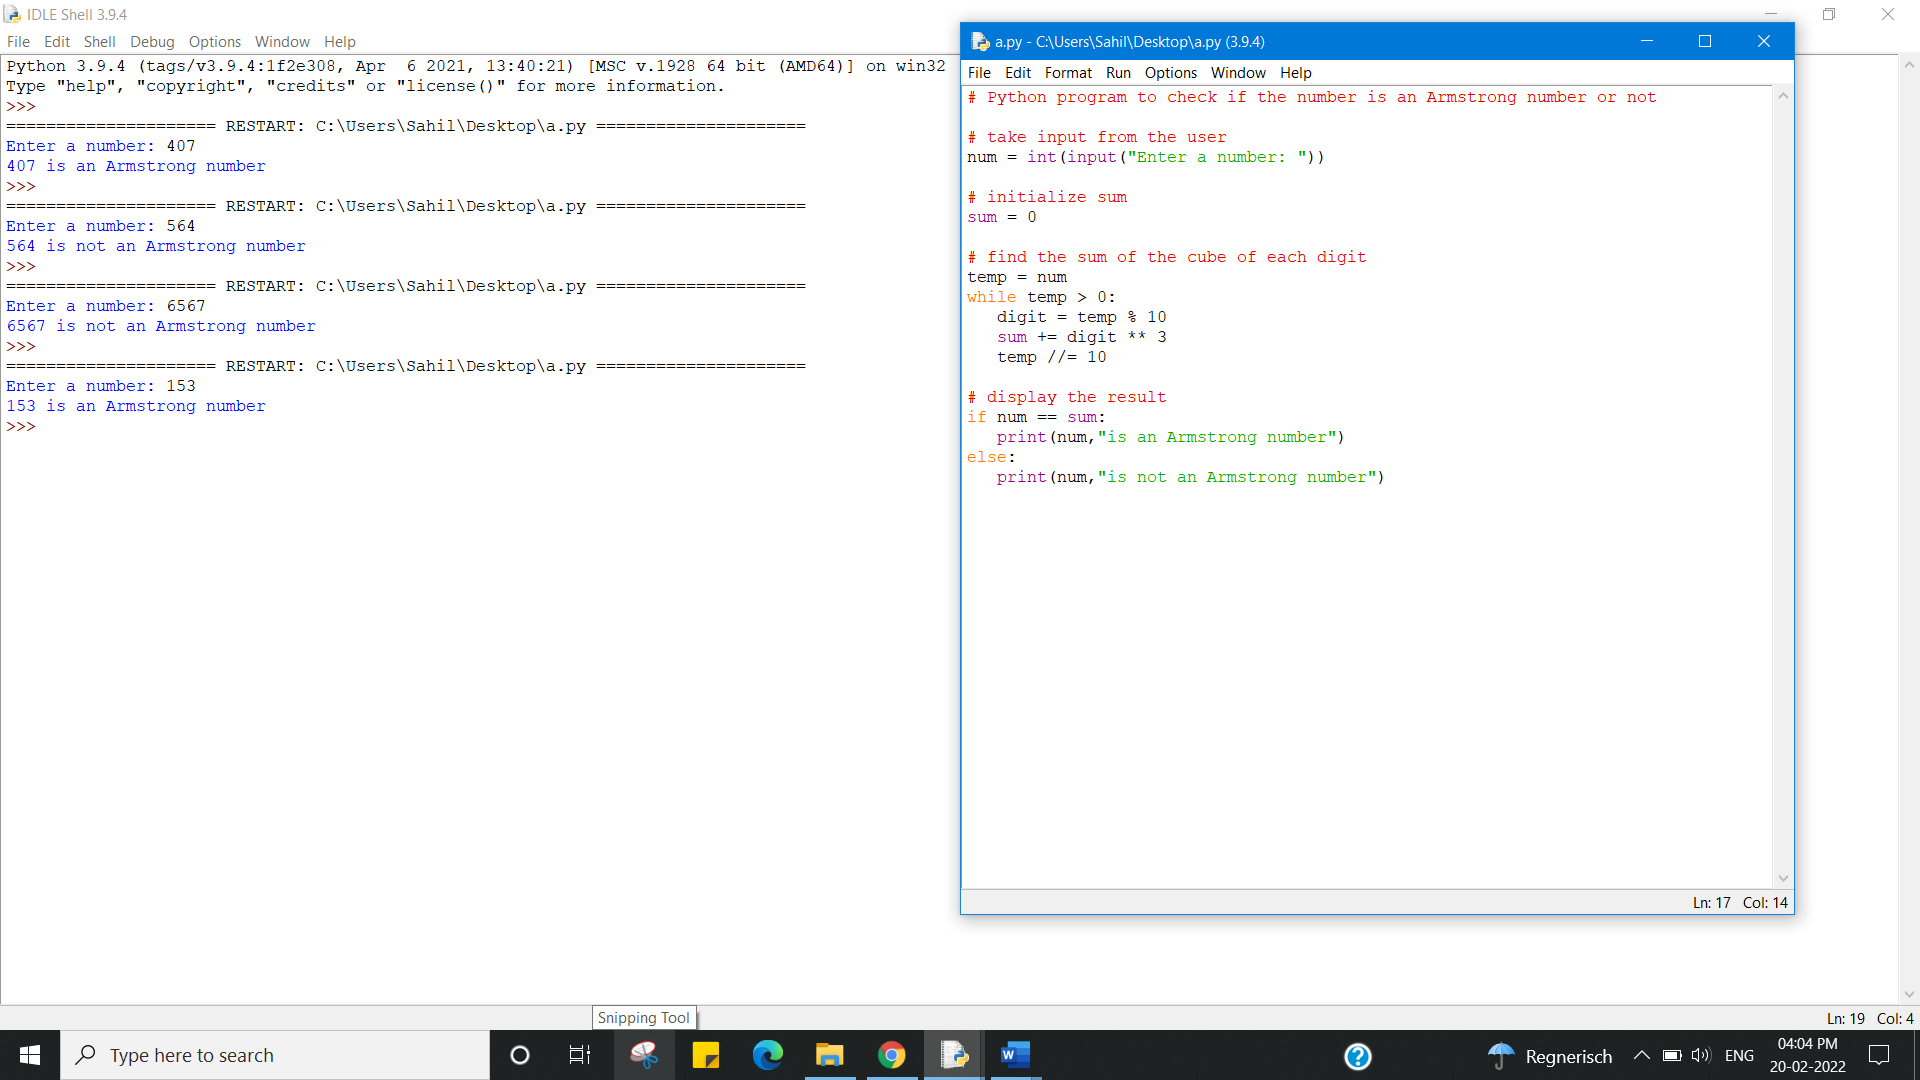 IDLE Shell 3.9.4
File Edit Shell Debug Options Window Help
Python 3.9.4 (tags/v3.9.4:1f2e308, Apr  6 2021, 13:40:21) [MSC v.1928 64 bit (AMD64)] on win32
Type "help", "copyright", "credits" or "license()" for more information.
>>>
===================== RESTART: C:\Users\Sahil\Desktop\a.py =====================
Enter a number: 407
407 is an Armstrong number
>>>
===================== RESTART: C:\Users\Sahil\Desktop\a.py =====================
Enter a number: 564
564 is not an Armstrong number
>>>
===================== RESTART: C:\Users\Sahil\Desktop\a.py =====================
Enter a number: 6567
6567 is not an Armstrong number
>>>
===================== RESTART: C:\Users\Sahil\Desktop\a.py =====================
Enter a number: 153
153 is an Armstrong number
>>>
a.py - C:\Users\Sahil\Desktop\a.py (3.9.4)
File Edit Format Run Options Window Help
# Python program to check if the number is an Armstrong number or not
# take input from the user
num = int(input("Enter a number: "))
# initialize sum
sum = 0
# find the sum of the cube of each digit
temp = num
while temp > 0:
   digit = temp % 10
   sum += digit ** 3
   temp //= 10
# display the result
if num == sum:
   print(num,"is an Armstrong number")
else:
   print(num,"is not an Armstrong number")
Ln: 17 Col: 14
Ln: 19 Col: 4
Snipping Tool
Type here to search
W
?
Regnerisch
ENG
04:04 PM
20-02-2022